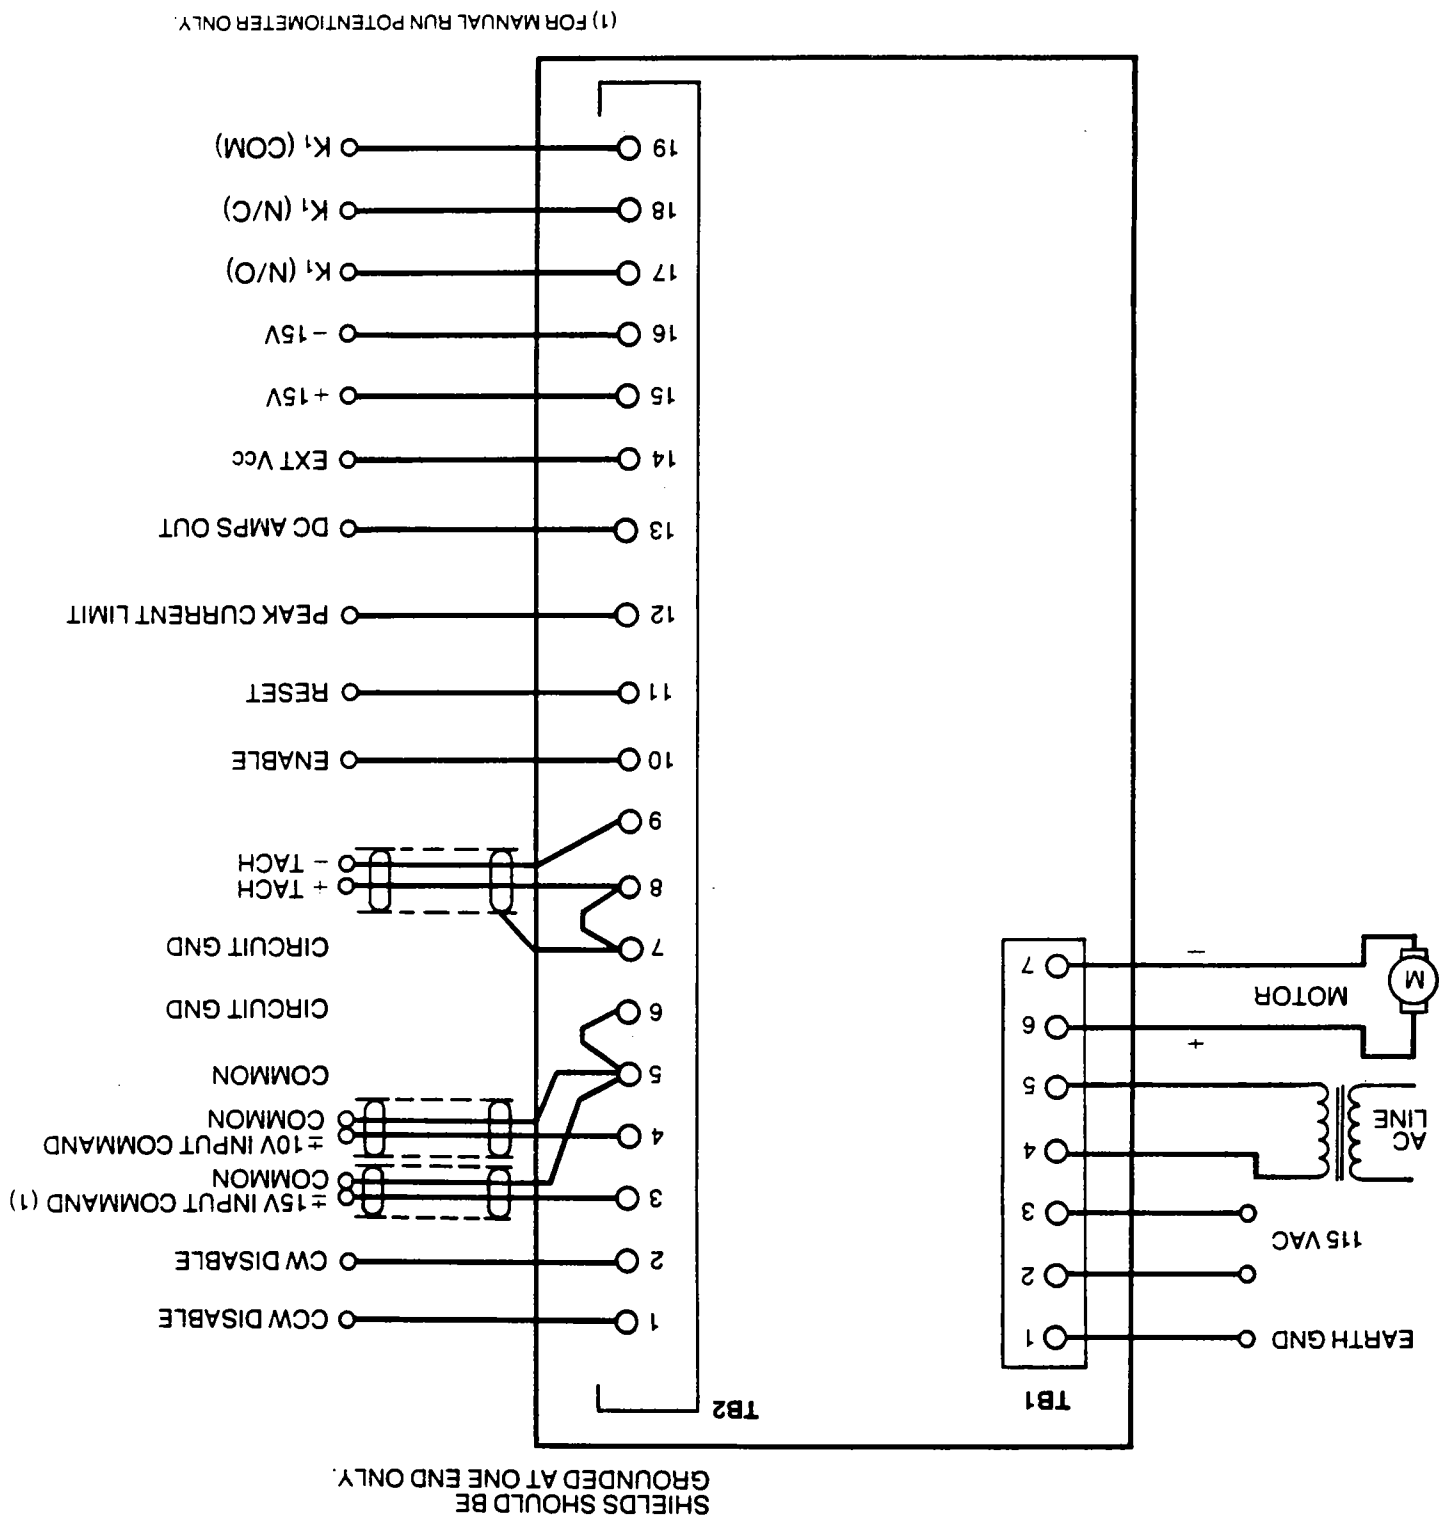 SHIELDS SHOULD BE
GROUNDED AT ONE END ONLY.
TB1
EARTH GND
1
2
115 VAC
3
4
AC
LINE
5
+
6
MOTOR
M
−
7
TB2
1
CCW DISABLE
2
CW DISABLE
3
±15V INPUT COMMAND (1)
COMMON
4
±10V INPUT COMMAND
COMMON
5
COMMON
6
CIRCUIT GND
7
CIRCUIT GND
8
+ TACH
− TACH
9
10
ENABLE
11
RESET
12
PEAK CURRENT LIMIT
13
DC AMPS OUT
14
EXT Vcc
15
+15V
16
−15V
17
K1 (N/O)
18
K1 (N/C)
19
K1 (COM)
(1) FOR MANUAL RUN POTENTIOMETER ONLY.